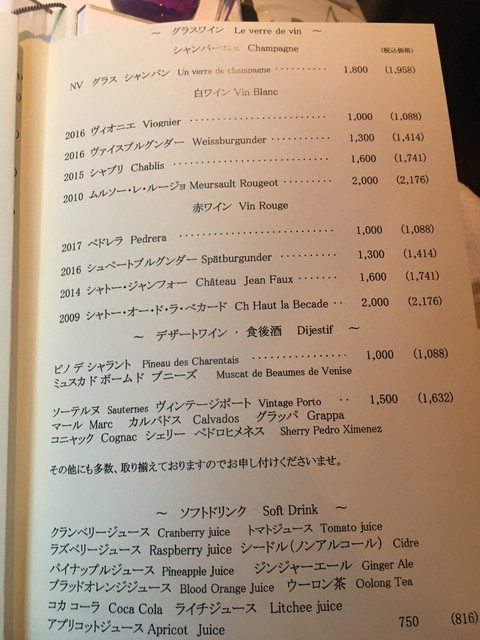 ～ グラスワイン Le verre de vin ～
シャンパーニュ Champagne (税込価格)
NV グラス シャンパン Un verre de champagne ·········· 1,800 (1,958)
白ワイン Vin Blanc
2016 ヴィオニエ Viognier ························· 1,000 (1,088)
2016 ヴァイスブルグンダー Weissburgunder ············ 1,300 (1,414)
2015 シャブリ Chablis ························· 1,600 (1,741)
2010 ムルソー・レ・ルージョ Meursault Rougeot ········· 2,000 (2,176)
赤ワイン Vin Rouge
2017 ペドレラ Pedrera ························· 1,000 (1,088)
2016 シュペートブルグンダー Spätburgunder ············ 1,300 (1,414)
2014 シャトー・ジャンフォー Château Jean Faux ········· 1,600 (1,741)
2009 シャトー・オー・ド・ラ・ベカード Ch Haut la Becade ·· 2,000 (2,176)
～ デザートワイン ・ 食後酒 Dijestif ～
ピノ デ シャラント Pineau des Charentais ················ 1,000 (1,088)
ミュスカ ド ボーム ド ブニーズ Muscat de Beaumes de Venise
ソーテルヌ Sauternes ヴィンテージポート Vintage Porto ·· 1,500 (1,632)
マール Marc カルバドス Calvados グラッパ Grappa
コニャック Cognac シェリー ペドロヒメネス Sherry Pedro Ximenez
その他にも多数、取り揃えておりますのでお申し付けくださいませ。
～ ソフトドリンク Soft Drink ～
クランベリージュース Cranberry juice トマトジュース Tomato juice
ラズベリージュース Raspberry juice シードル（ノンアルコール） Cidre
パイナップルジュース Pineapple Juice ジンジャーエール Ginger Ale
ブラッドオレンジジュース Blood Orange Juice ウーロン茶 Oolong Tea
コカ コーラ Coca Cola ライチジュース Litchee juice
アプリコットジュース Apricot Juice 750 (816)